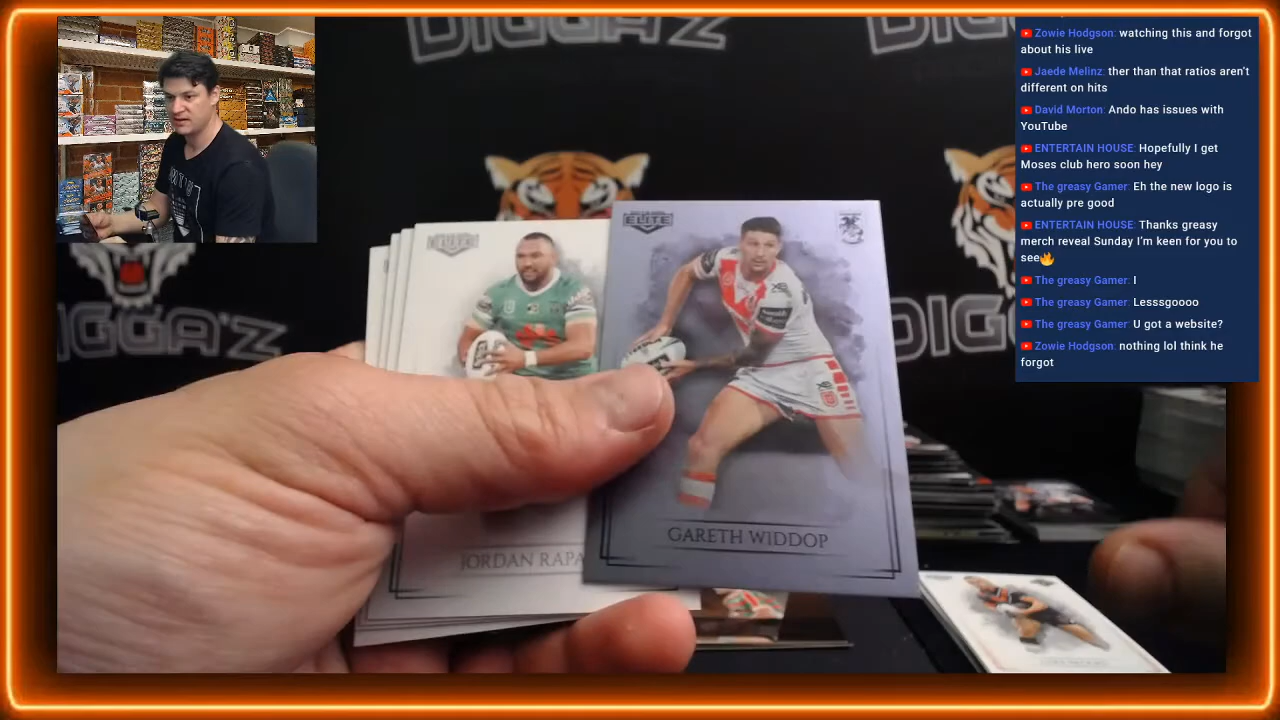 DIGGA'Z
Zowie Hodgson: watching this and forgot
about his live
Jaede Melinz: ther than that ratios aren't
different on hits
David Morton: Ando has issues with
YouTube
ENTERTAIN HOUSE: Hopefully I get
Moses club hero soon hey
The greasy Gamer: Eh the new logo is
actually pre good
ENTERTAIN HOUSE: Thanks greasy
merch reveal Sunday I'm keen for you to
see🔥
The greasy Gamer: I
The greasy Gamer: Lesssgoooo
The greasy Gamer: U got a website?
Zowie Hodgson: nothing lol think he
forgot
ELITE
DIGGA'Z
GARETH WIDDOP
JORDAN RAPA